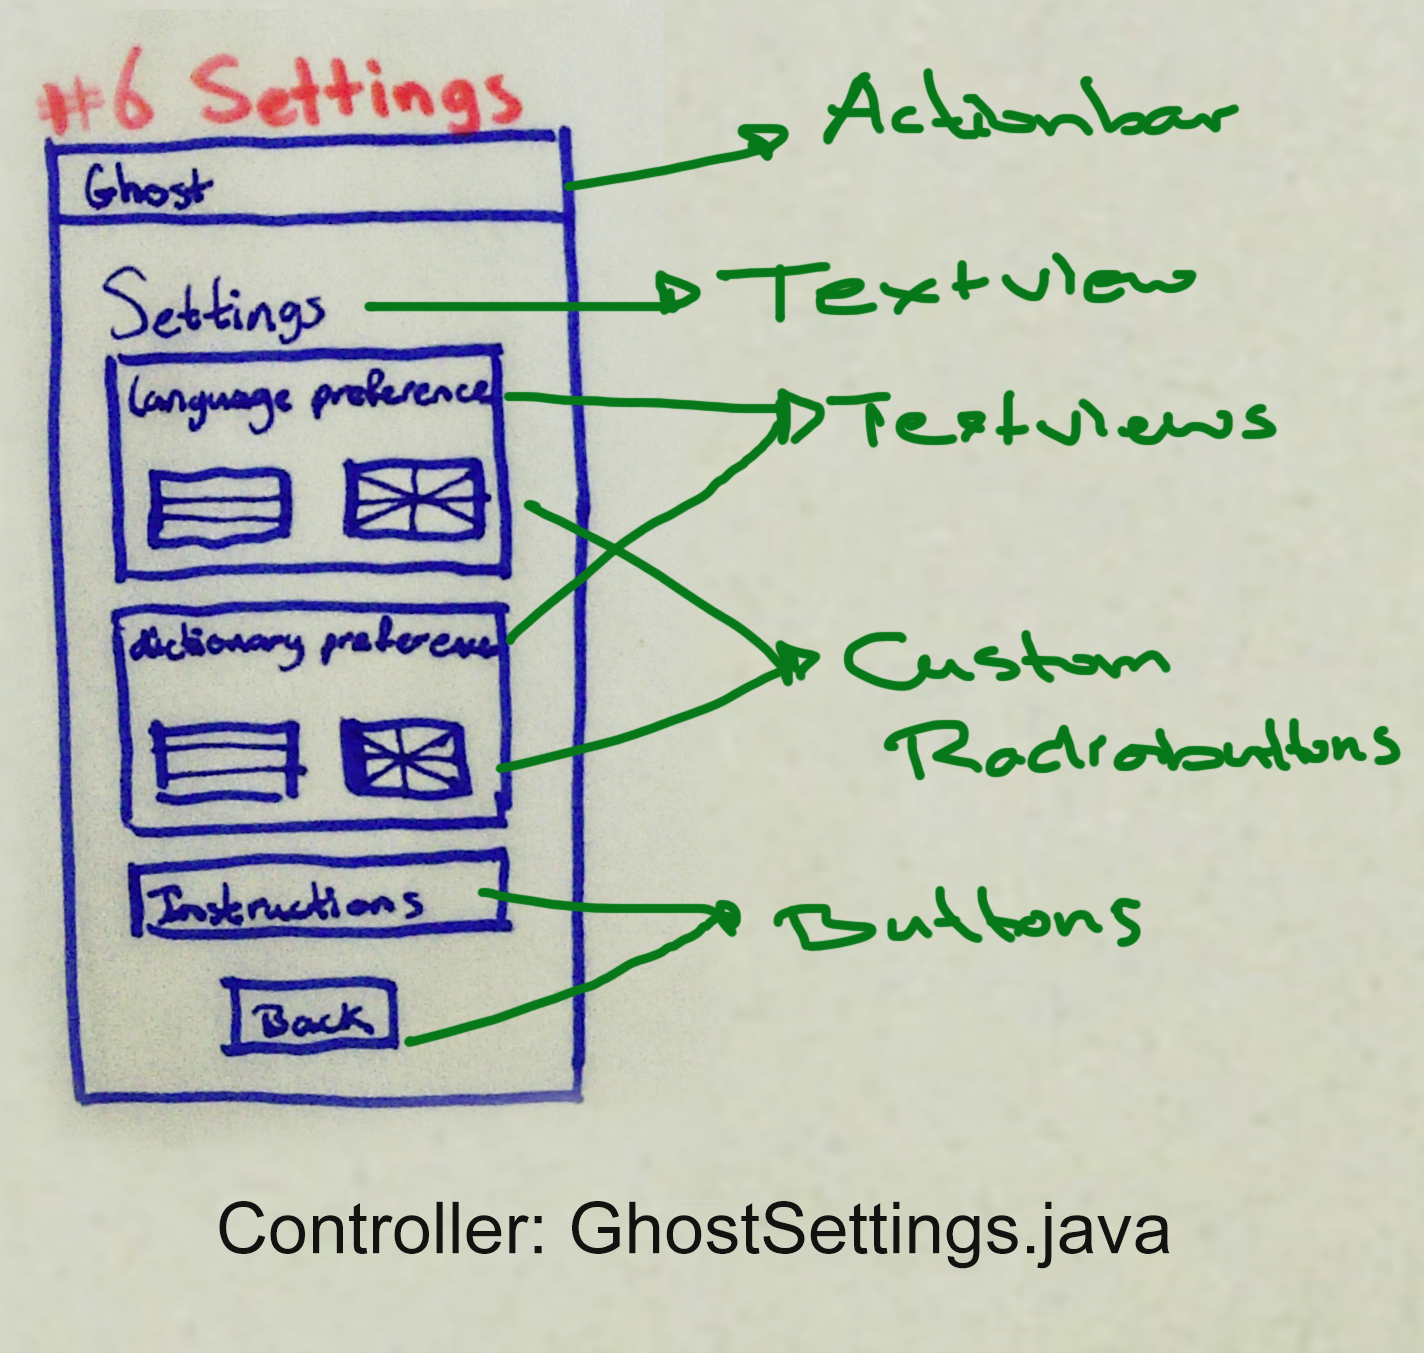 #6 Settings
Actionbar
Ghost
Settings
Textview
language preference
Textviews
dictionary preference
Custom
Radiobuttons
Instructions
Buttons
Back
Controller: GhostSettings.java